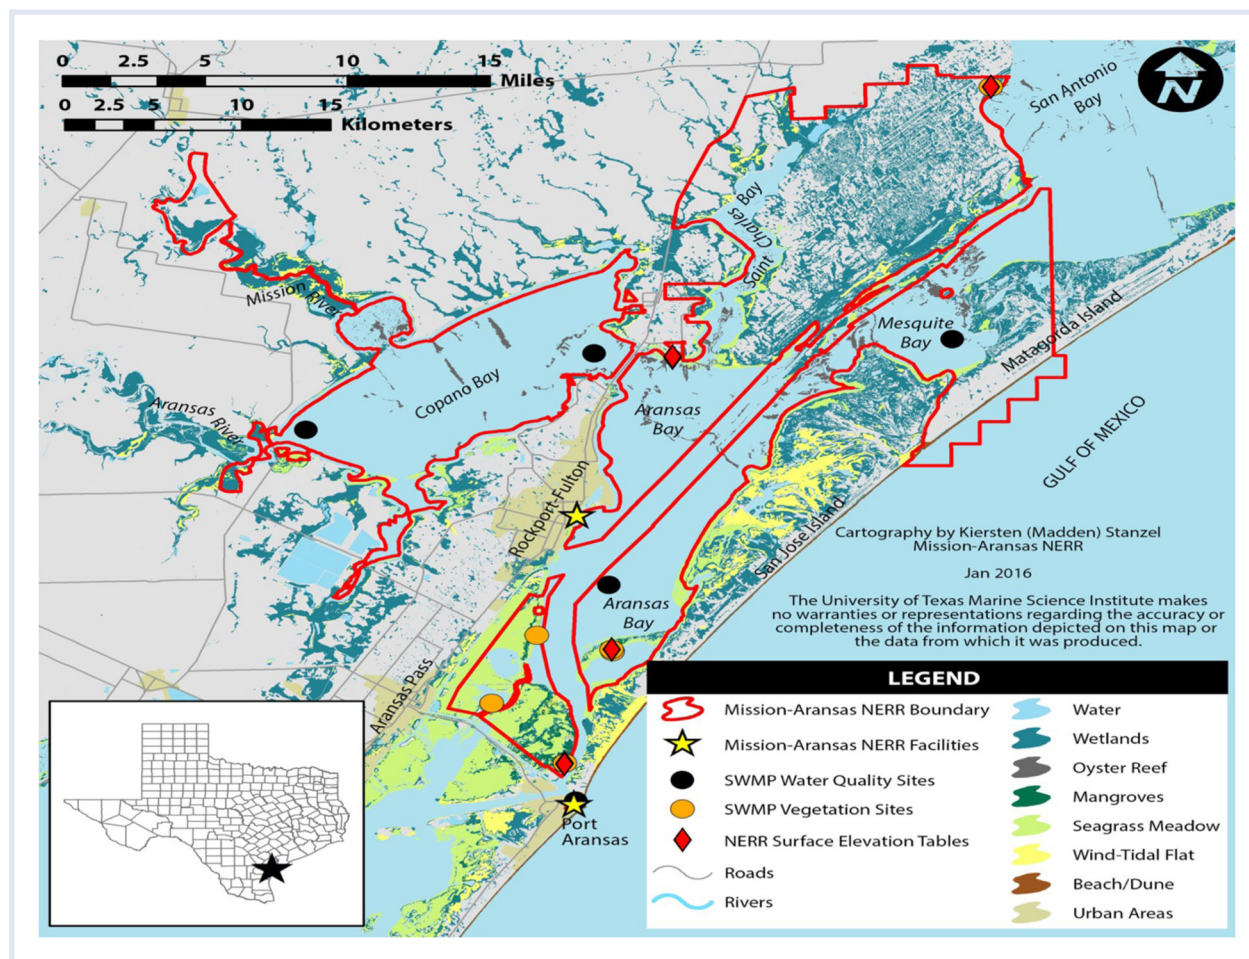 0 2.5 5 10 15
Miles
0 2.5 5 10 15
Kilometers
N
San Antonio
Bay
Saint Charles Bay
Mission
River
Mesquite
Bay
Matagorda Island
Copano Bay
Aransas
River
Aransas
Bay
GULF OF MEXICO
Rockport-Fulton
San Jose Island
Cartography by Kiersten (Madden) Stanzel
Mission-Aransas NERR
Jan 2016
The University of Texas Marine Science Institute makes
no warranties or representations regarding the accuracy or
completeness of the information depicted on this map or
the data from which it was produced.
Aransas
Bay
Aransas Pass
Port
Aransas
LEGEND
Mission-Aransas NERR Boundary
Mission-Aransas NERR Facilities
SWMP Water Quality Sites
SWMP Vegetation Sites
NERR Surface Elevation Tables
Roads
Rivers
Water
Wetlands
Oyster Reef
Mangroves
Seagrass Meadow
Wind-Tidal Flat
Beach/Dune
Urban Areas